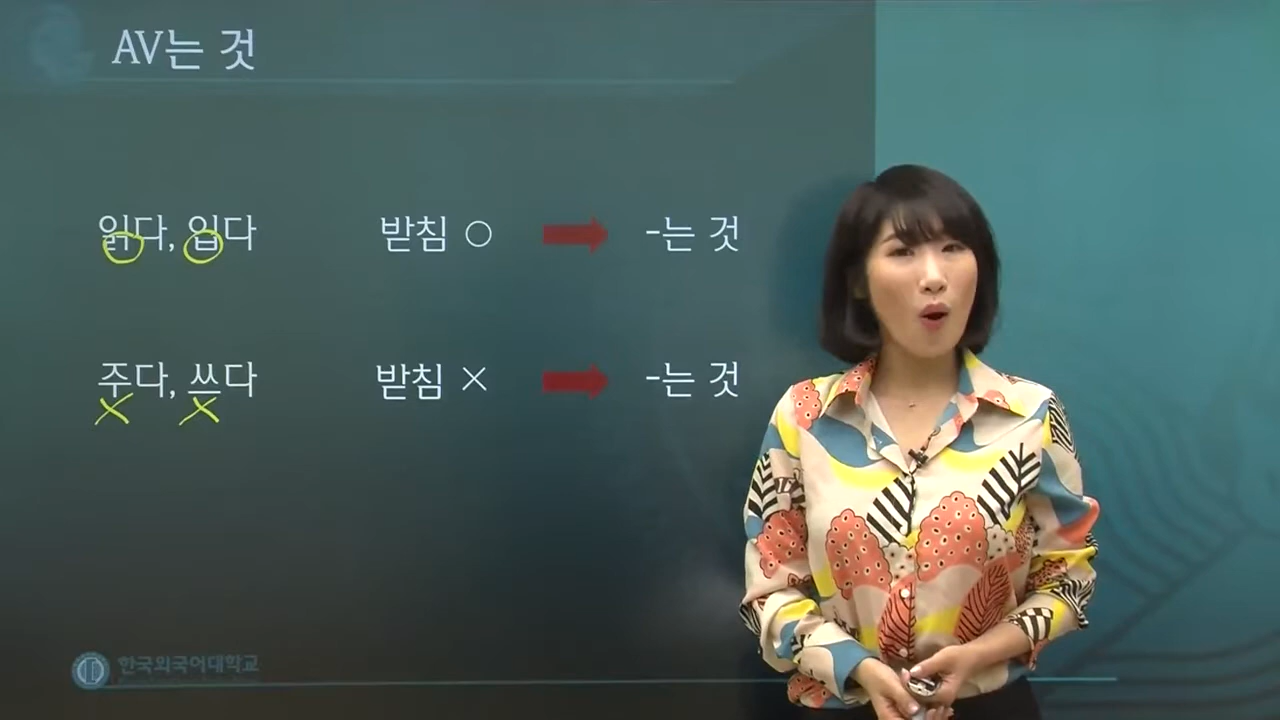 AV는 것
읽다, 입다 받침 ○ -는 것
주다, 쓰다 받침 × -는 것
한국외국어대학교